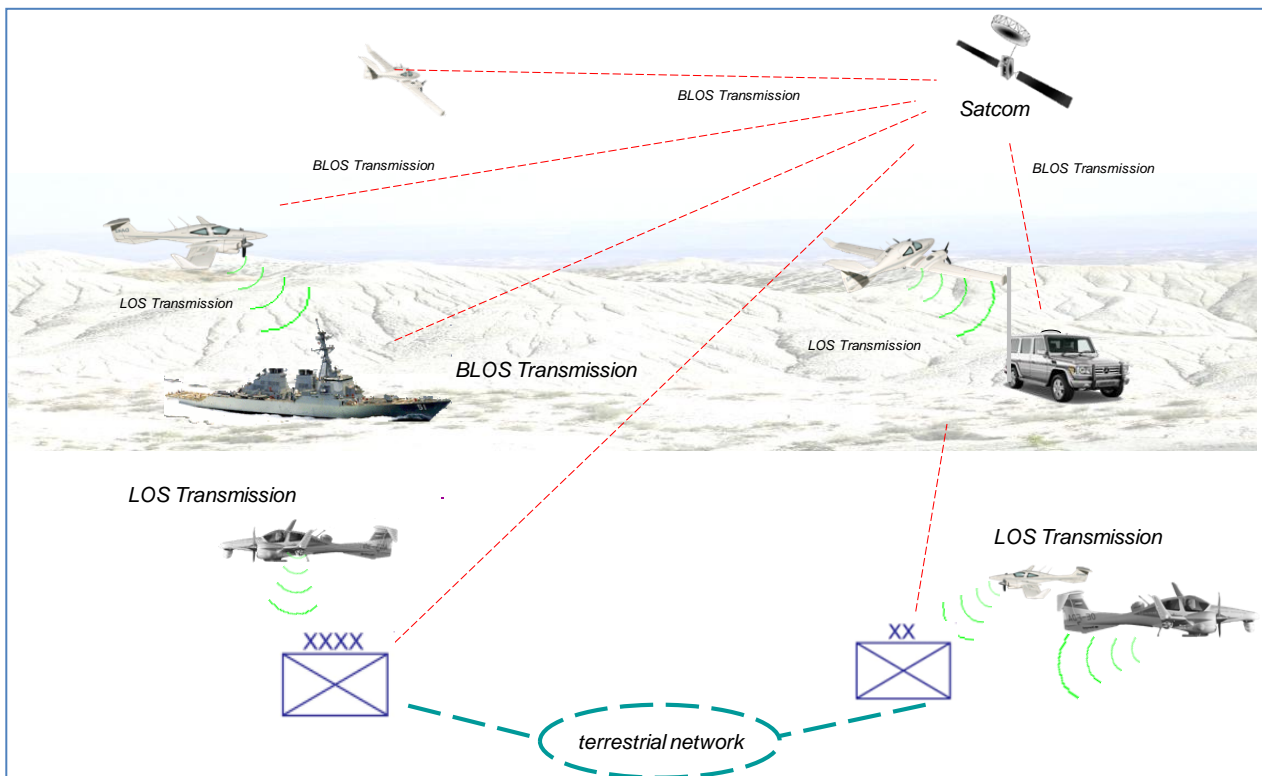 BLOS Transmission
Satcom
BLOS Transmission
BLOS Transmission
LOS Transmission
LOS Transmission
BLOS Transmission
LOS Transmission
LOS Transmission
XXXX
XX
terrestrial network